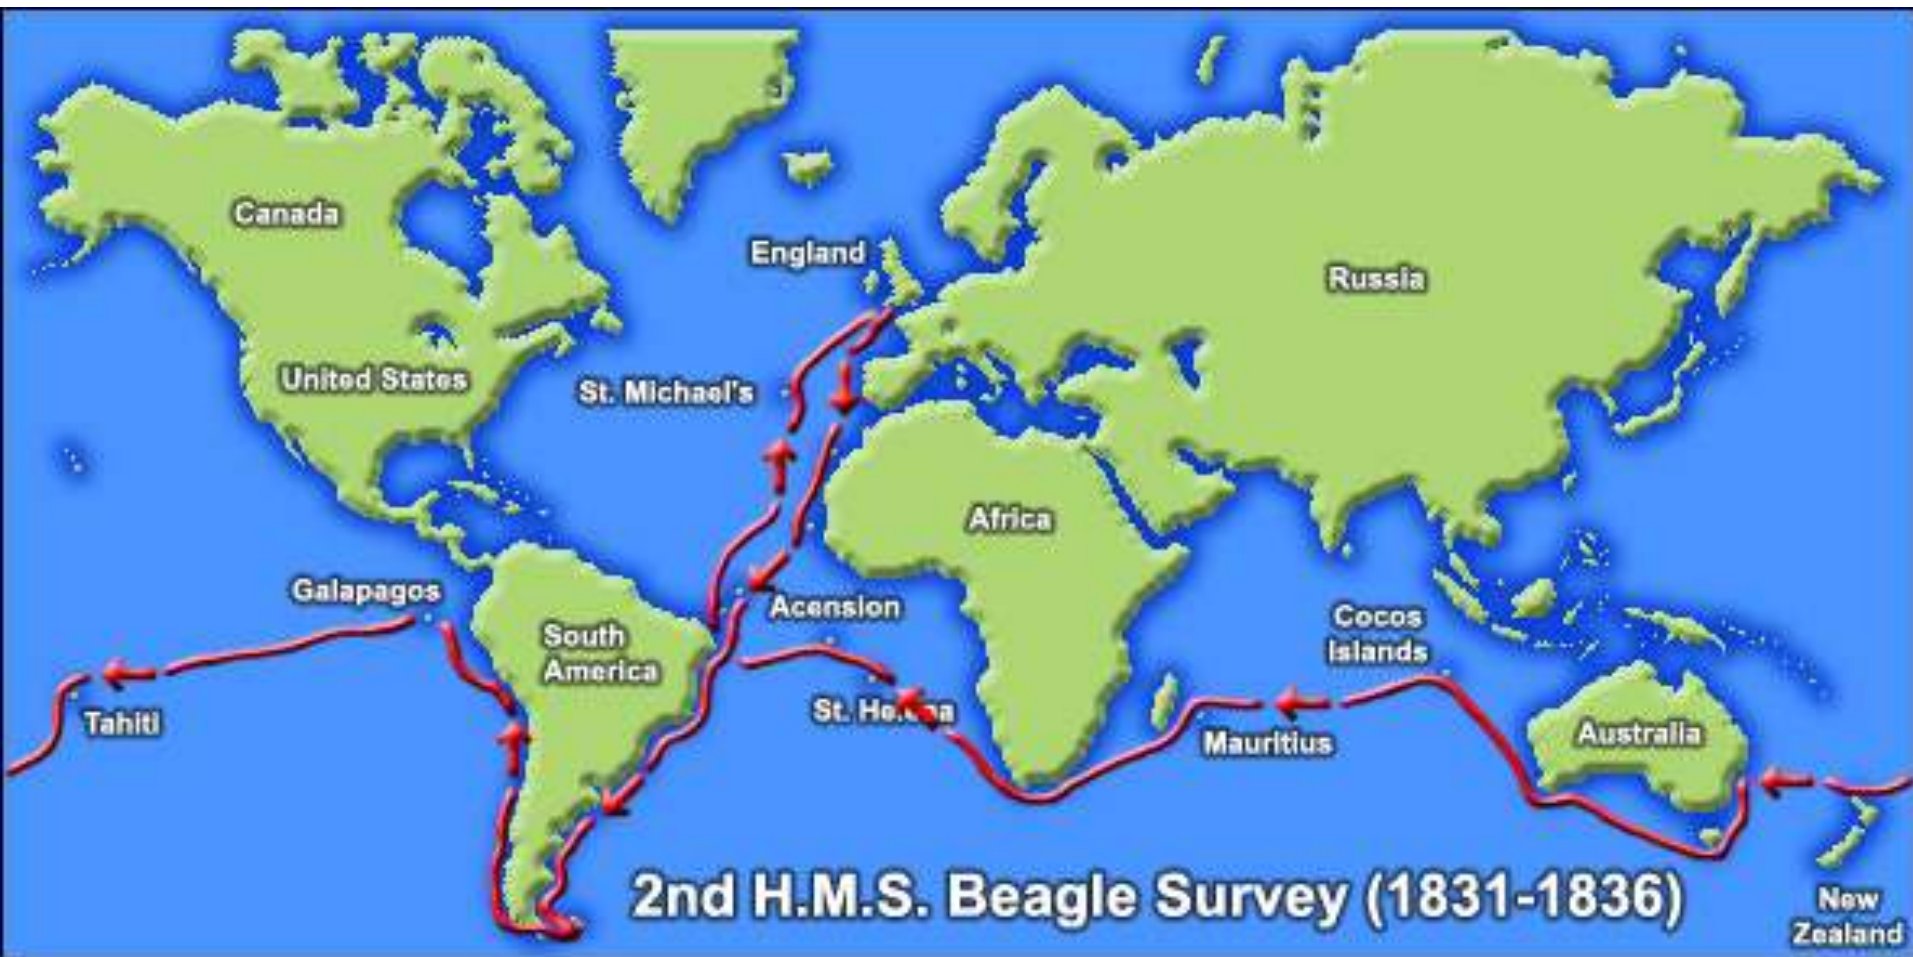 Canada
England
Russia
United States
St. Michael's
Africa
Galapagos
Acension
South
America
Cocos
Islands
St. Helena
Tahiti
Mauritius
Australia
2nd H.M.S. Beagle Survey (1831-1836)
New
Zealand